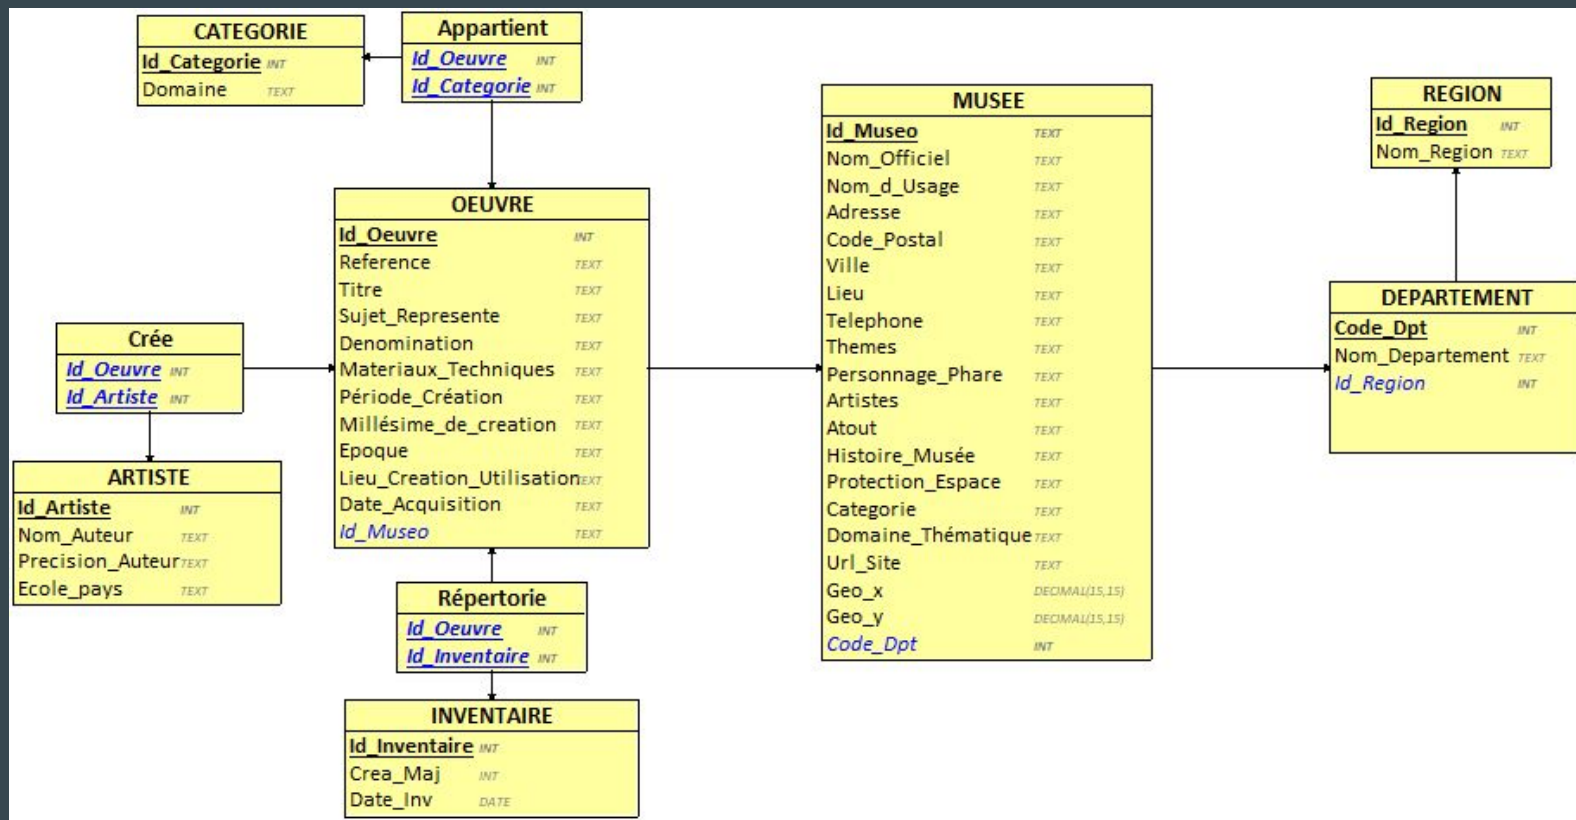 CATEGORIE
Id_Categorie INT
Domaine TEXT
Appartient
Id_Oeuvre INT
Id_Categorie INT
OEUVRE
Id_Oeuvre INT
Reference TEXT
Titre TEXT
Sujet_Represente TEXT
Denomination TEXT
Materiaux_Techniques TEXT
Période_Création TEXT
Millésime_de_creation TEXT
Epoque TEXT
Lieu_Creation_Utilisation TEXT
Date_Acquisition TEXT
Id_Museo TEXT
Crée
Id_Oeuvre INT
Id_Artiste INT
ARTISTE
Id_Artiste INT
Nom_Auteur TEXT
Precision_Auteur TEXT
Ecole_pays TEXT
Répertorie
Id_Oeuvre INT
Id_Inventaire INT
INVENTAIRE
Id_Inventaire INT
Crea_Maj INT
Date_Inv DATE
MUSEE
Id_Museo TEXT
Nom_Officiel TEXT
Nom_d_Usage TEXT
Adresse TEXT
Code_Postal TEXT
Ville TEXT
Lieu TEXT
Telephone TEXT
Themes TEXT
Personnage_Phare TEXT
Artistes TEXT
Atout TEXT
Histoire_Musée TEXT
Protection_Espace TEXT
Categorie TEXT
Domaine_Thématique TEXT
Url_Site TEXT
Geo_x DECIMAL(15,15)
Geo_y DECIMAL(15,15)
Code_Dpt INT
REGION
Id_Region INT
Nom_Region TEXT
DEPARTEMENT
Code_Dpt INT
Nom_Departement TEXT
Id_Region INT